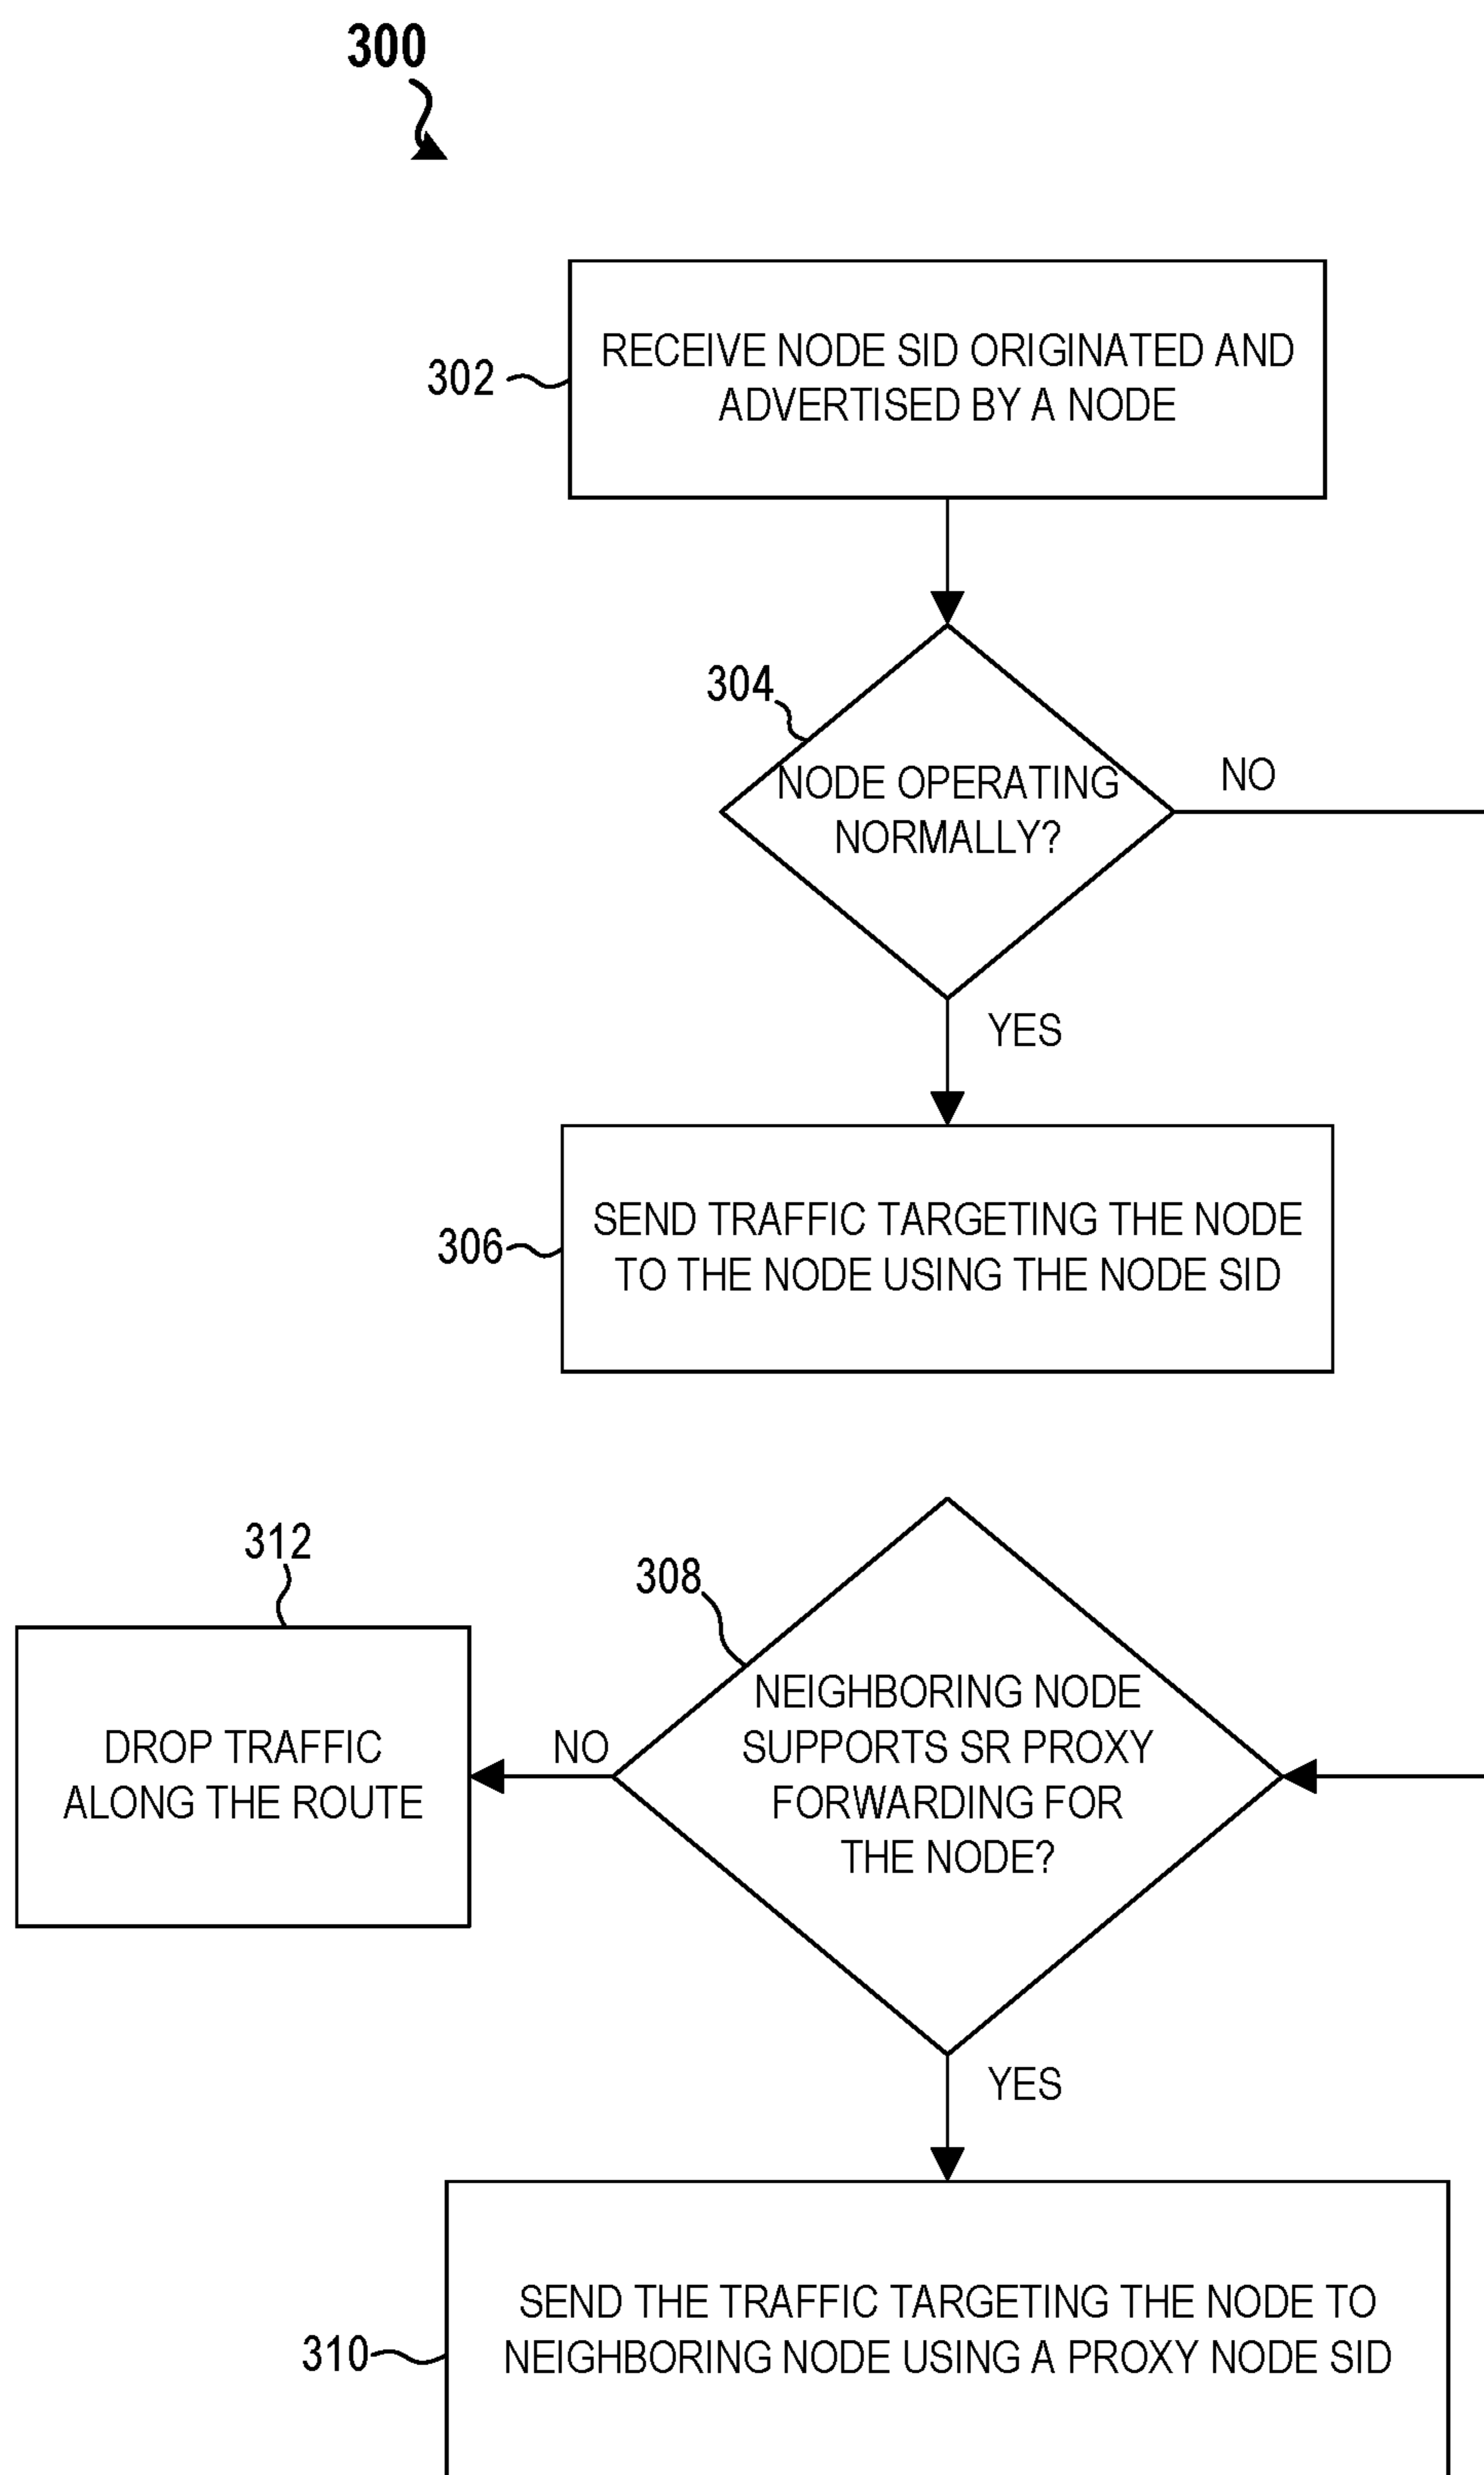 300
302
RECEIVE NODE SID ORIGINATED AND
ADVERTISED BY A NODE
304
NODE OPERATING
NORMALLY?
NO
YES
306
SEND TRAFFIC TARGETING THE NODE
TO THE NODE USING THE NODE SID
312
308
DROP TRAFFIC
ALONG THE ROUTE
NO
NEIGHBORING NODE
SUPPORTS SR PROXY
FORWARDING FOR
THE NODE?
YES
310
SEND THE TRAFFIC TARGETING THE NODE TO
NEIGHBORING NODE USING A PROXY NODE SID